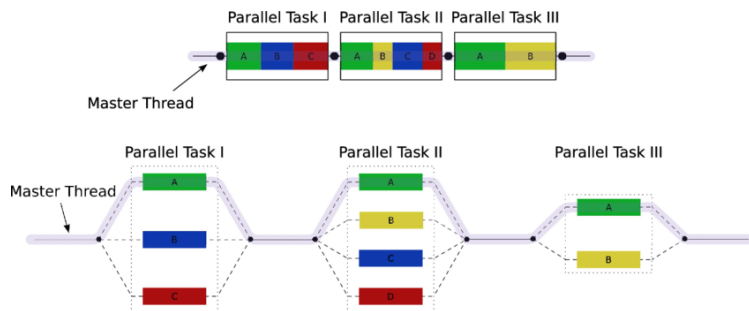 Parallel Task I
Parallel Task II
Parallel Task III
A
B
C
A
B
C
D
A
B
Master Thread
Parallel Task I
Parallel Task II
Parallel Task III
Master Thread
A
B
C
A
B
C
D
A
B